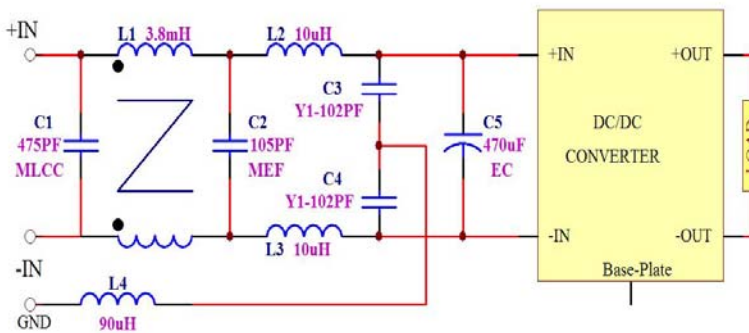 +IN
L1
3.8mH
L2
10uH
C1
475PF
MLCC
C2
105PF
MEF
C3
Y1-102PF
C4
Y1-102PF
C5
470uF
EC
+IN
+OUT
DC/DC
CONVERTER
-IN
-OUT
Base-Plate
L3
10uH
-IN
L4
90uH
GND